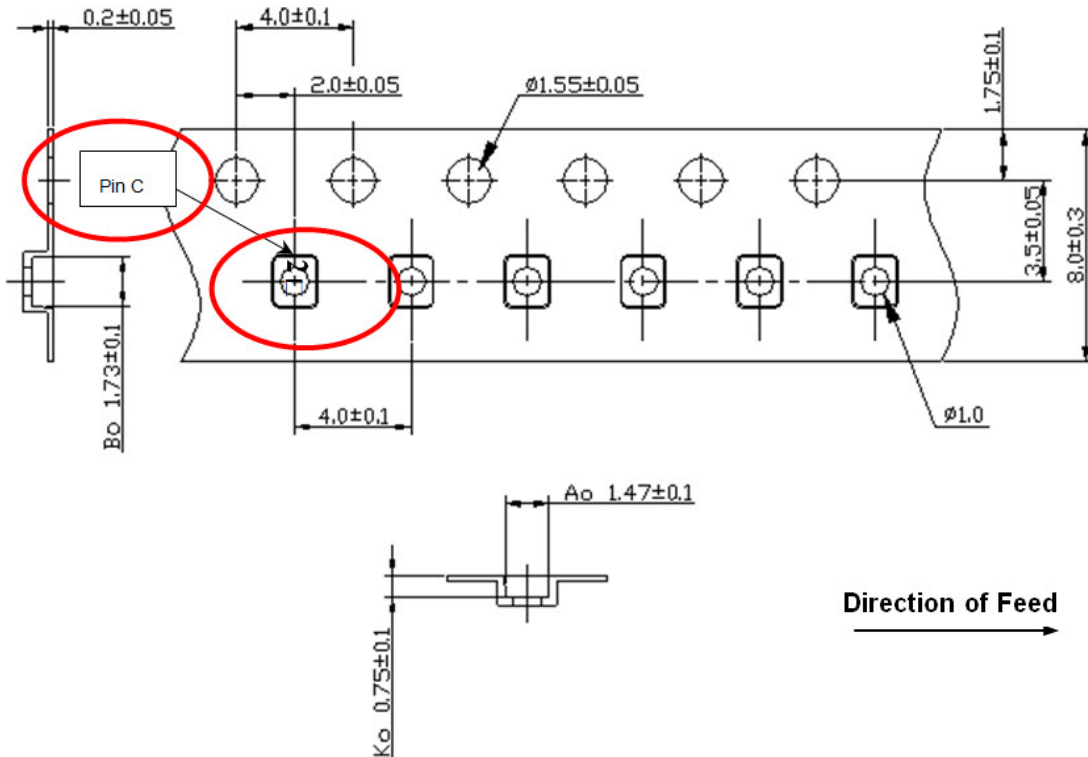 0.2±0.05
4.0±0.1
2.0±0.05
ø1.55±0.05
1.75±0.1
Pin C
3.5±0.05
8.0±0.3
Bo 1.73±0.1
4.0±0.1
ø1.0
Ao 1.47±0.1
Ko 0.75±0.1
Direction of Feed